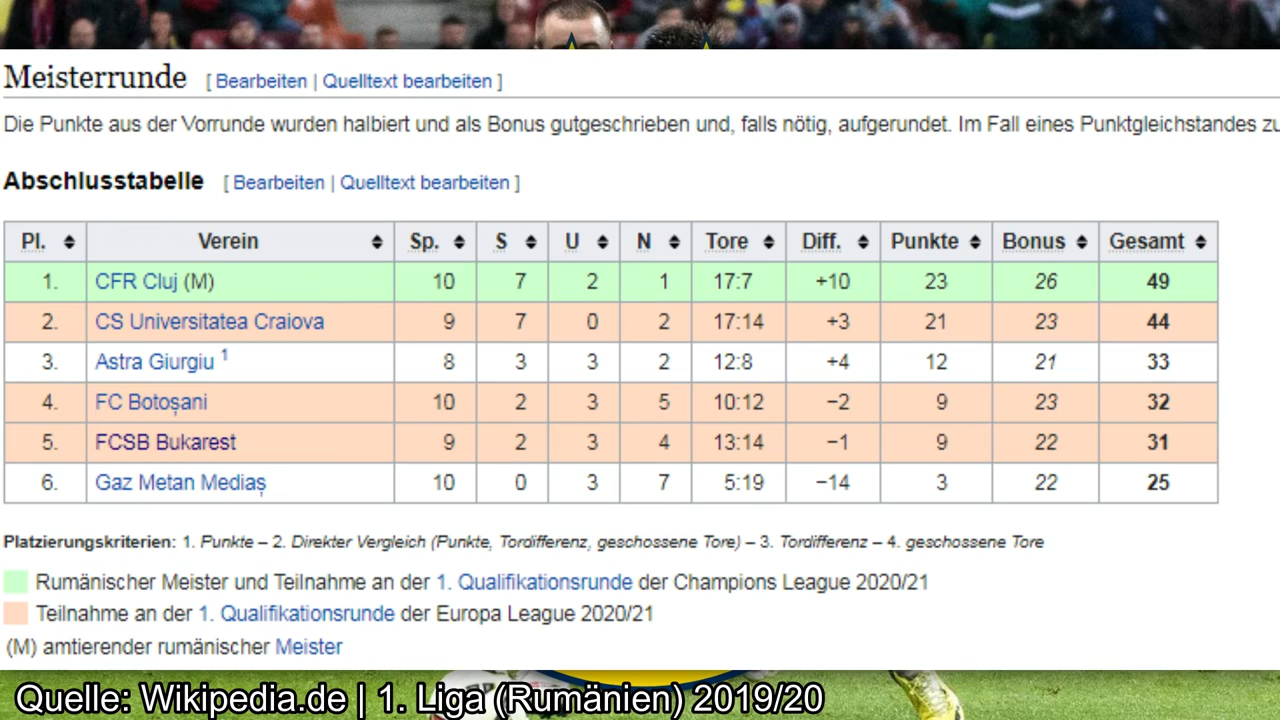 Meisterrunde [ Bearbeiten | Quelltext bearbeiten ]
Die Punkte aus der Vorrunde wurden halbiert und als Bonus gutgeschrieben und, falls nötig, aufgerundet. Im Fall eines Punktgleichstandes
Abschlusstabelle [ Bearbeiten | Quelltext bearbeiten ]
Pl. Verein Sp. S U N Tore Diff. Punkte Bonus Gesamt
1. CFR Cluj (M) 10 7 2 1 17:7 +10 23 26 49
2. CS Universitatea Craiova 9 7 0 2 17:14 +3 21 23 44
3. Astra Giurgiu 1 8 3 3 2 12:8 +4 12 21 33
4. FC Botoșani 10 2 3 5 10:12 −2 9 23 32
5. FCSB Bukarest 9 2 3 4 13:14 −1 9 22 31
6. Gaz Metan Mediaș 10 0 3 7 5:19 −14 3 22 25
Platzierungskriterien: 1. Punkte – 2. Direkter Vergleich (Punkte, Tordifferenz, geschossene Tore) – 3. Tordifferenz – 4. geschossene Tore
Rumänischer Meister und Teilnahme an der 1. Qualifikationsrunde der Champions League 2020/21
Teilnahme an der 1. Qualifikationsrunde der Europa League 2020/21
(M) amtierender rumänischer Meister
Quelle: Wikipedia.de | 1. Liga (Rumänien) 2019/20